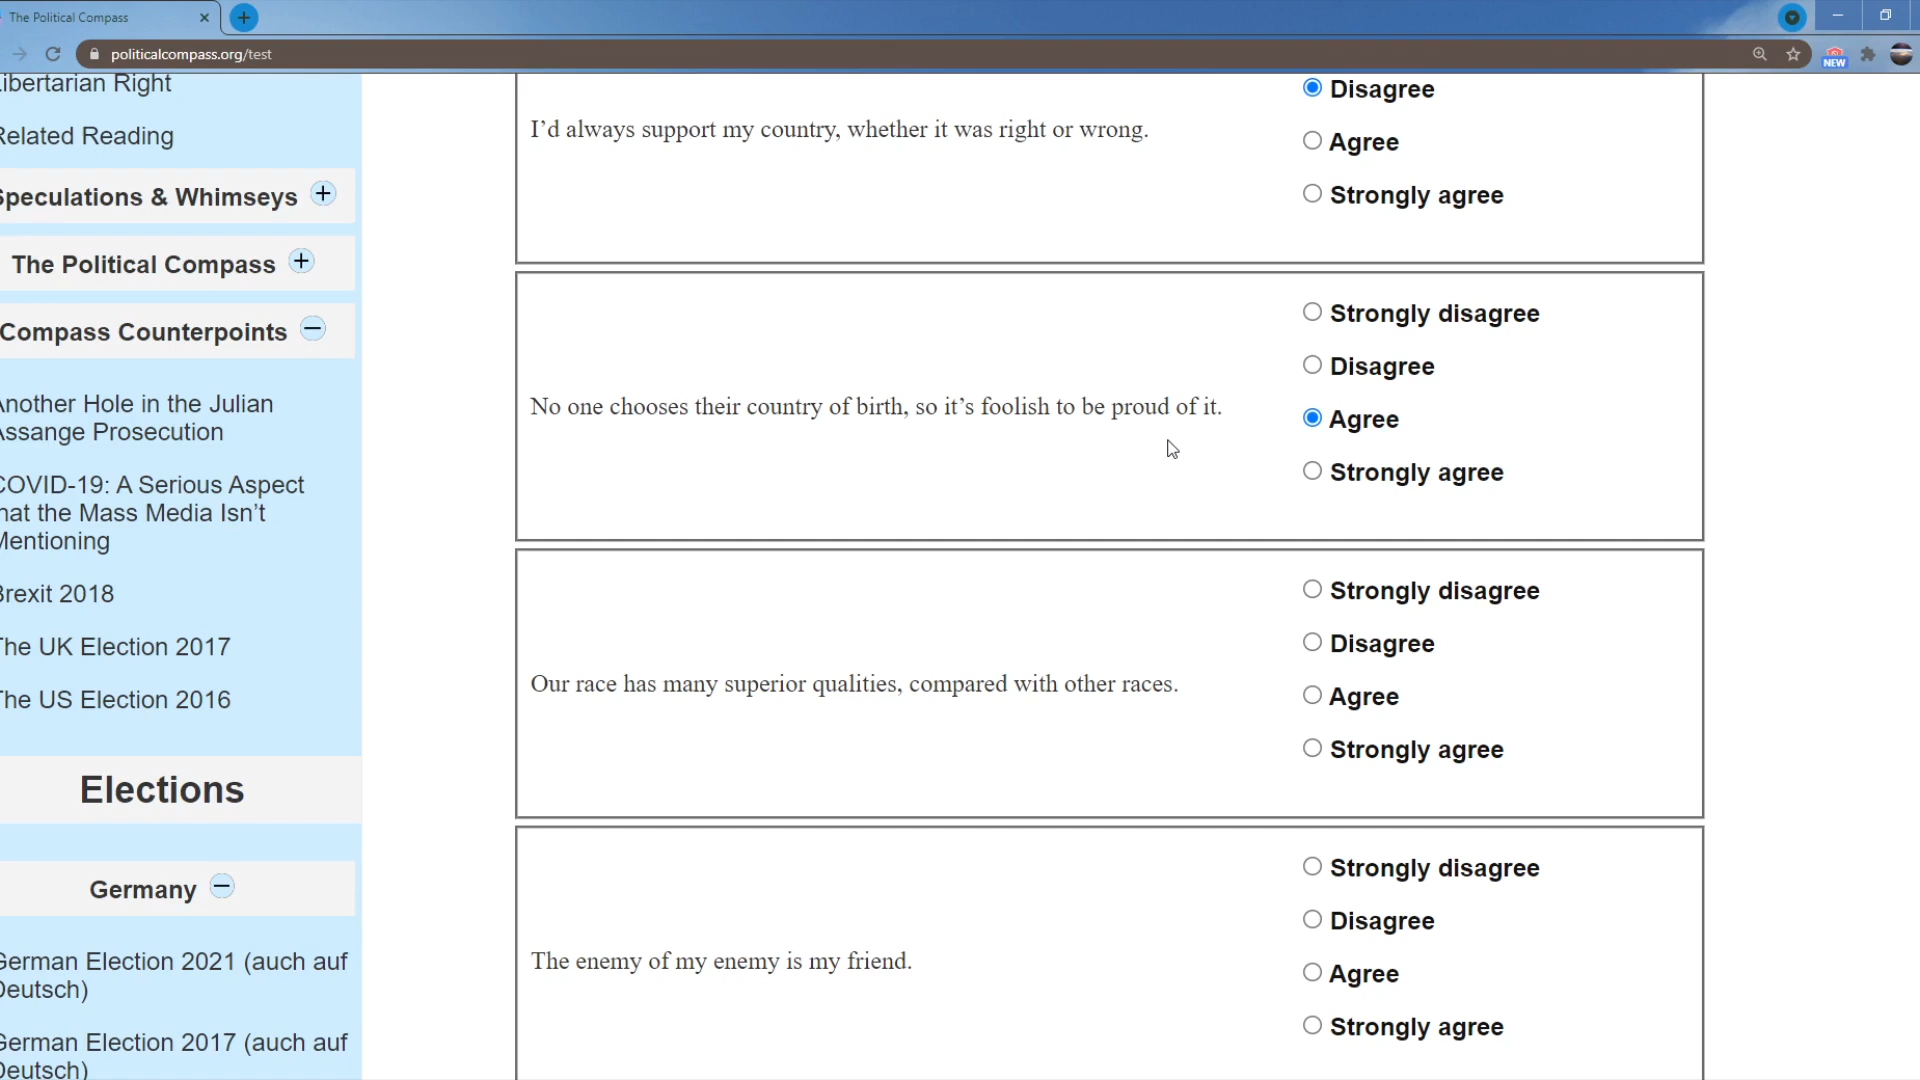 The Political Compass
politicalcompass.org/test
NEW
ibertarian Right
Related Reading
Speculations & Whimseys
The Political Compass
Compass Counterpoints
Another Hole in the Julian
Assange Prosecution
COVID-19: A Serious Aspect
hat the Mass Media Isn't
Mentioning
Brexit 2018
The UK Election 2017
The US Election 2016
Elections
Germany
German Election 2021 (auch auf
Deutsch)
German Election 2017 (auch auf
Deutsch)
Disagree
I'd always support my country, whether it was right or wrong.
Agree
Strongly agree
Strongly disagree
Disagree
No one chooses their country of birth, so it's foolish to be proud of it.
Agree
Strongly agree
Strongly disagree
Disagree
Our race has many superior qualities, compared with other races.
Agree
Strongly agree
Strongly disagree
Disagree
The enemy of my enemy is my friend.
Agree
Strongly agree